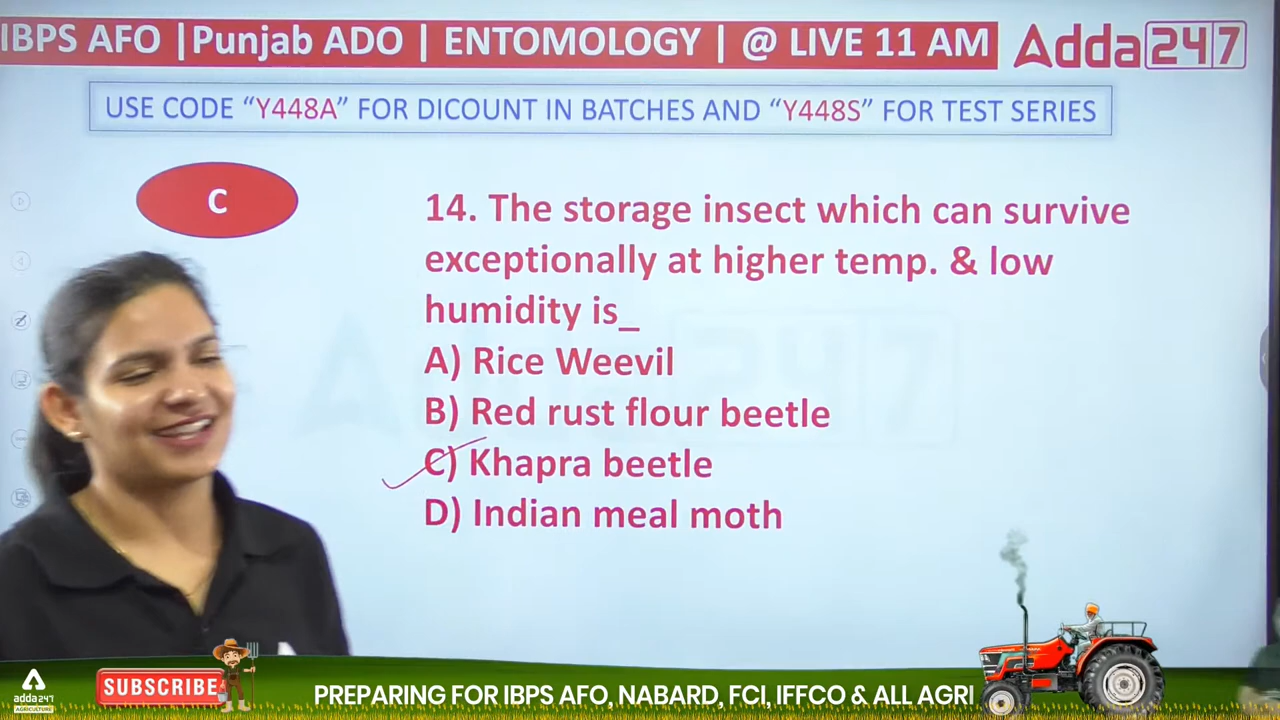 IBPS AFO |Punjab ADO | ENTOMOLOGY | @ LIVE 11 AM
Adda247
USE CODE “Y448A” FOR DICOUNT IN BATCHES AND “Y448S” FOR TEST SERIES
C
14. The storage insect which can survive
exceptionally at higher temp. & low
humidity is_
A) Rice Weevil
B) Red rust flour beetle
C) Khapra beetle
D) Indian meal moth
adda247
AGRICULTURE
SUBSCRIBE
PREPARING FOR IBPS AFO, NABARD, FCI, IFFCO & ALL AGRI